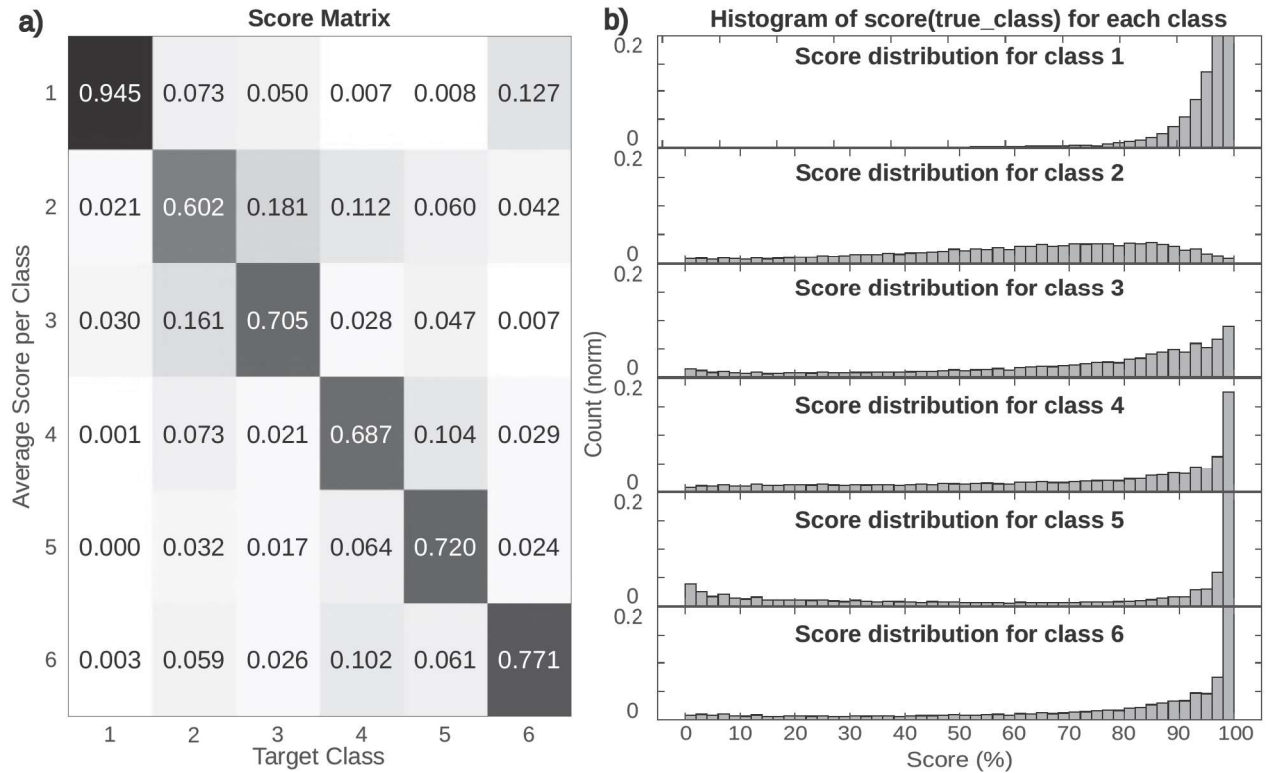 a)
Score Matrix
Average Score per Class
1 0.945 0.073 0.050 0.007 0.008 0.127
2 0.021 0.602 0.181 0.112 0.060 0.042
3 0.030 0.161 0.705 0.028 0.047 0.007
4 0.001 0.073 0.021 0.687 0.104 0.029
5 0.000 0.032 0.017 0.064 0.720 0.024
6 0.003 0.059 0.026 0.102 0.061 0.771
1 2 3 4 5 6
Target Class
b)
Histogram of score(true_class) for each class
Count (norm)
0.2
Score distribution for class 1
0
0.2
Score distribution for class 2
0
0.2
Score distribution for class 3
0
0.2
Score distribution for class 4
0
0.2
Score distribution for class 5
0
0.2
Score distribution for class 6
0
0 10 20 30 40 50 60 70 80 90 100
Score (%)